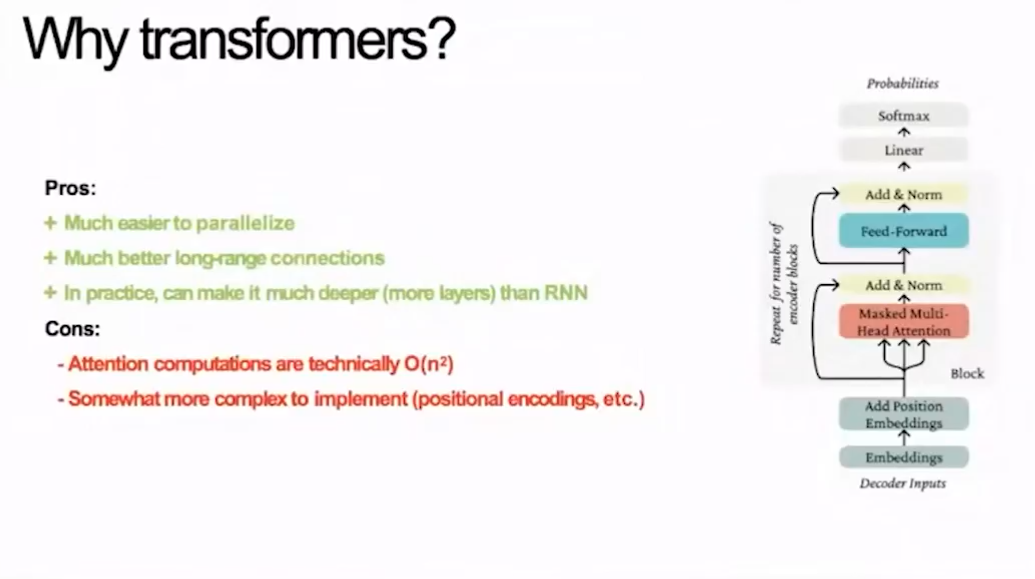 Why transformers?
Pros:
+ Much easier to parallelize
+ Much better long-range connections
+ In practice, can make it much deeper (more layers) than RNN
Cons:
- Attention computations are technically O(n²)
- Somewhat more complex to implement (positional encodings, etc.)
Probabilities
Softmax
Linear
Add & Norm
Feed-Forward
Add & Norm
Masked Multi-
Head Attention
Repeat for number of
encoder blocks
Block
Add Position
Embeddings
Embeddings
Decoder Inputs